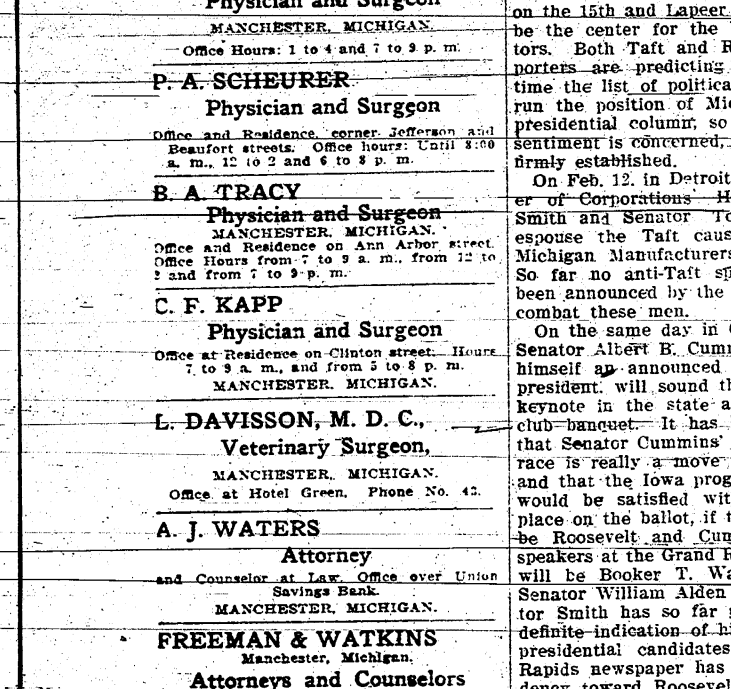 Physician and Surgeon
MANCHESTER, MICHIGAN.
Office Hours: 1 to 4 and 7 to 9 p. m.
P. A. SCHEURER
Physician and Surgeon
Office and Residence, corner Jefferson and
Beaufort streets. Office hours: Until 8:00
a. m., 12 to 2 and 6 to 8 p. m.
B. A. TRACY
Physician and Surgeon
MANCHESTER, MICHIGAN.
Office and Residence on Ann Arbor street.
Office Hours from 7 to 9 a. m., from 12 to
2 and from 7 to 9 p. m.
C. F. KAPP
Physician and Surgeon
Office at Residence on Clinton street. Hours
7 to 9 a. m., and from 5 to 8 p. m.
MANCHESTER, MICHIGAN.
L. DAVISSON, M. D. C.,
Veterinary Surgeon,
MANCHESTER, MICHIGAN.
Office at Hotel Green, Phone No. 42.
A. J. WATERS
Attorney
and Counselor at Law. Office over Union
Savings Bank.
MANCHESTER, MICHIGAN.
FREEMAN & WATKINS
Manchester, Michigan.
Attorneys and Counselors
on the 15th and Lapeer
be the center for the
tors. Both Taft and R
porters are predicting
time the list of politica
run the position of Mic
presidential column, so
sentiment is concerned,
firmly established.
On Feb. 12. in Detroit
er of Corporations H
Smith and Senator To
espouse the Taft caus
Michigan Manufacturers
So far no anti-Taft sp
been announced by the
combat these men.
On the same day in
Senator Albert B. Cumm
himself an announced
president, will sound th
keynote in the state a
club banquet. It has
that Senator Cummins'
race is really a move
and that the Iowa prog
would be satisfied wit
place on the ballot, if t
be Roosevelt and Cum
speakers at the Grand R
will be Booker T. Wa
Senator William Alden
tor Smith has so far
definite indication of h
presidential candidates
Rapids newspaper has
dency toward Roosevel